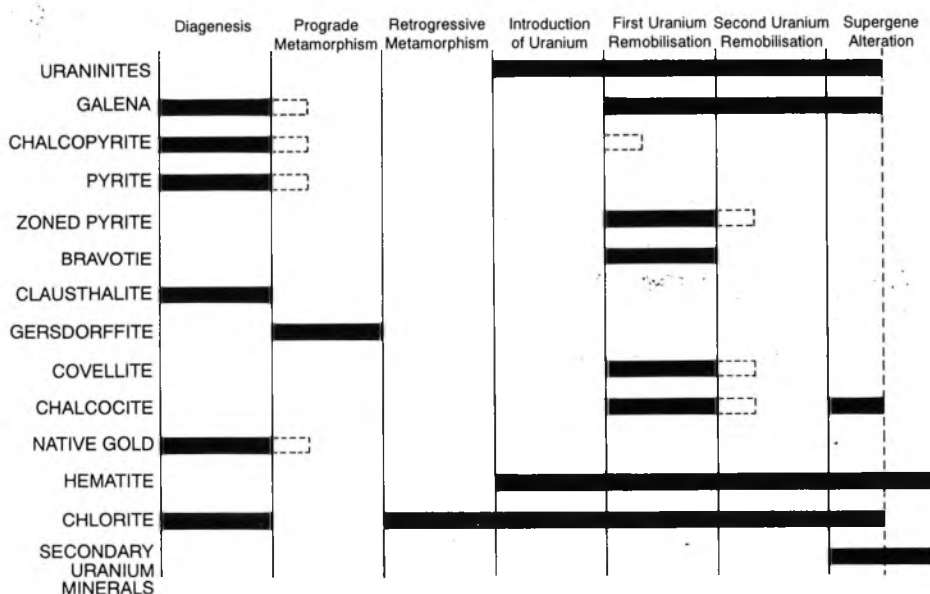 Diagenesis
Prograde
Metamorphism
Retrogressive
Metamorphism
Introduction
of Uranium
First Uranium
Remobilisation
Second Uranium
Remobilisation
Supergene
Alteration
URANINITES
GALENA
CHALCOPYRITE
PYRITE
ZONED PYRITE
BRAVOTIE
CLAUSTHALITE
GERSDORFFITE
COVELLITE
CHALCOCITE
NATIVE GOLD
HEMATITE
CHLORITE
SECONDARY
URANIUM
MINERALS